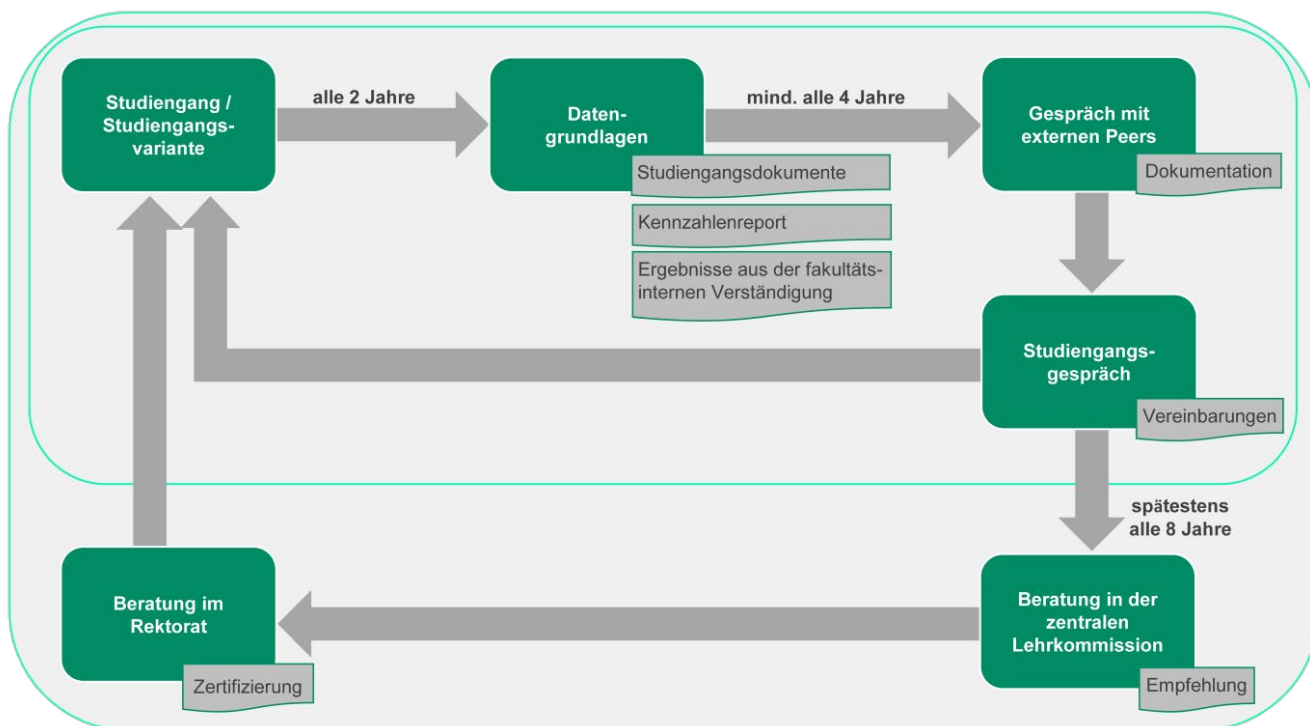 Studiengang /
Studiengangs-
variante
alle 2 Jahre
Daten-
grundlagen
Studiengangsdokumente
Kennzahlenreport
Ergebnisse aus der fakultäts-
internen Verständigung
mind. alle 4 Jahre
Gespräch mit
externen Peers
Dokumentation
Studiengangs-
gespräch
Vereinbarungen
spätestens
alle 8 Jahre
Beratung in der
zentralen
Lehrkommission
Empfehlung
Beratung im
Rektorat
Zertifizierung